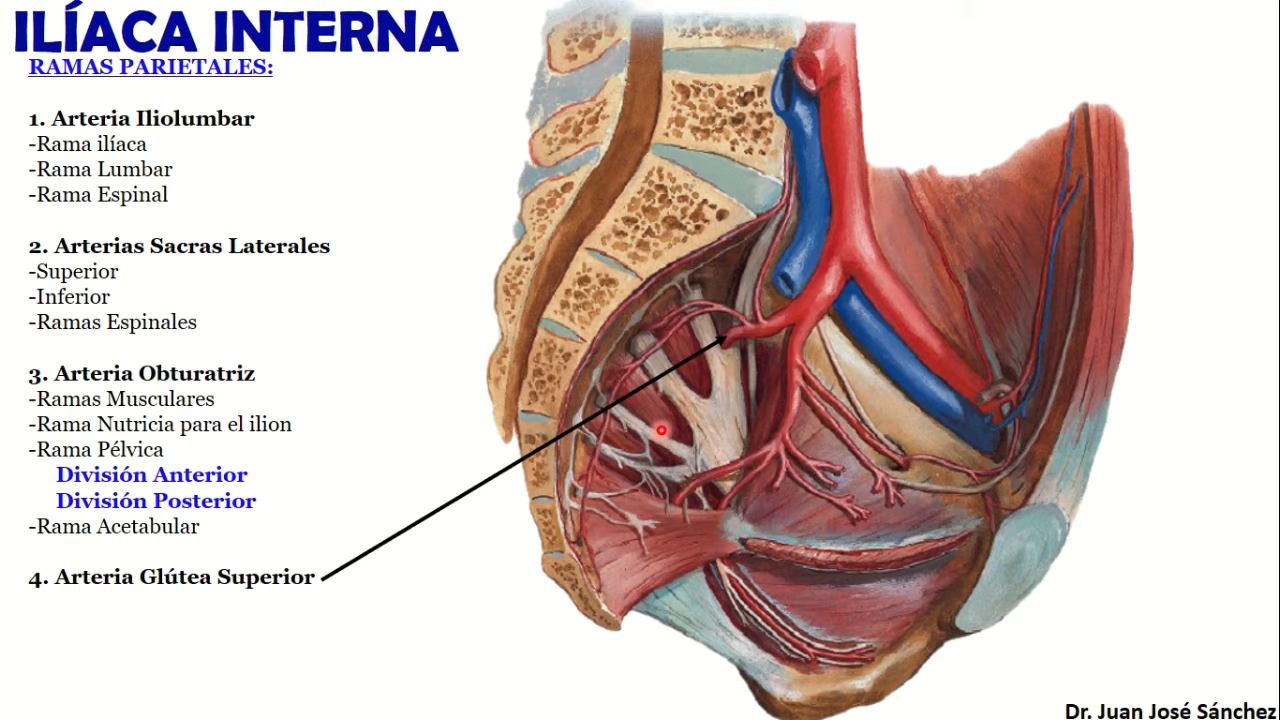 ILÍACA INTERNA
RAMAS PARIETALES:
1. Arteria Iliolumbar
-Rama ilíaca
-Rama Lumbar
-Rama Espinal
2. Arterias Sacras Laterales
-Superior
-Inferior
-Ramas Espinales
3. Arteria Obturatriz
-Ramas Musculares
-Rama Nutricia para el ilion
-Rama Pélvica
División Anterior
División Posterior
-Rama Acetabular
4. Arteria Glútea Superior
Dr. Juan José Sánchez